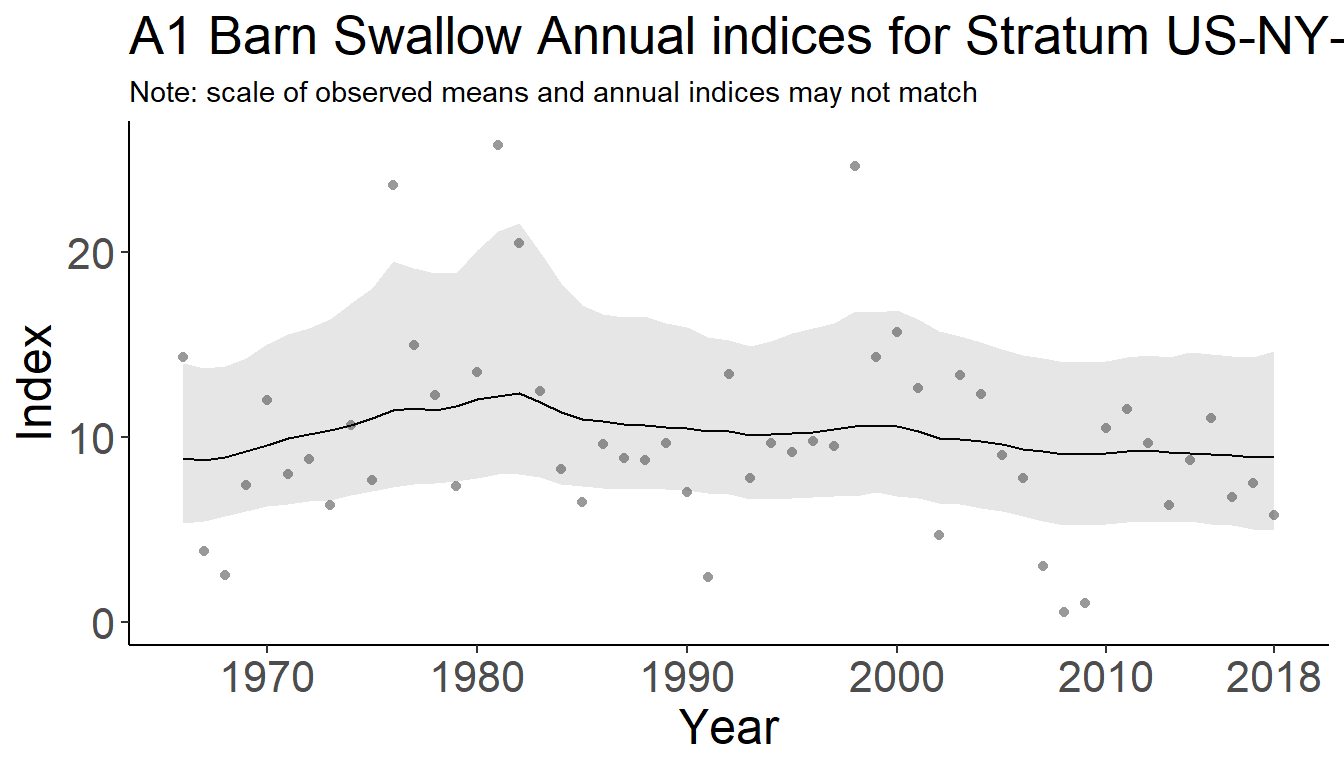 A1 Barn Swallow Annual indices for Stratum US-NY-
Note: scale of observed means and annual indices may not match
20
10
0
Index
1970 1980 1990 2000 2010 2018
Year